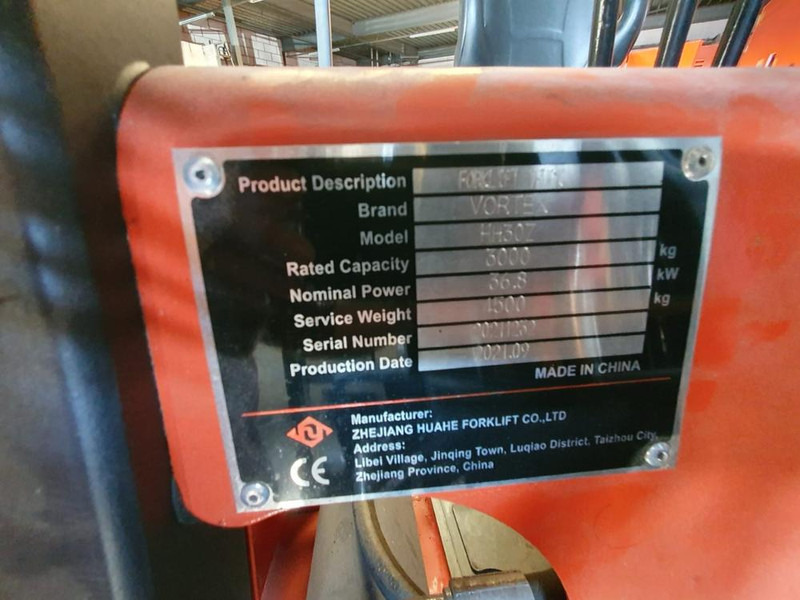 Product Description FORKLIFT
Brand VORTEX
Model HH30Z
Rated Capacity 3000 kg
Nominal Power 36.8 kW
Service Weight 4500 kg
Serial Number
Production Date 2021.09
MADE IN CHINA
Manufacturer:
ZHEJIANG HUAHE FORKLIFT CO.,LTD
Address:
Libei Village, Jinqing Town, Luqiao District, Taizhou City,
Zhejiang Province, China
CE